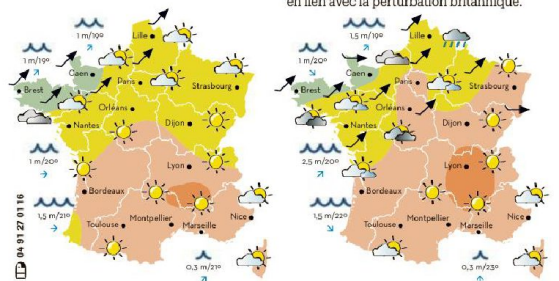 en lien avec la perturbation britannique.
1 m/19°
Lille
1 m/19°
Caen
Paris
Brest
Strasbourg
Orléans
Nantes
Dijon
1 m/20°
Lyon
Bordeaux
1,5 m/21°
Toulouse
Montpellier
Marseille
Nice
0,3 m/21°
04 91 27 01 16
1,5 m/19°
Lille
1 m/20°
Caen
Paris
Brest
Strasbourg
Orléans
Nantes
Dijon
2,5 m/20°
Lyon
Bordeaux
1,5 m/22°
Toulouse
Montpellier
Marseille
Nice
0,3 m/23°